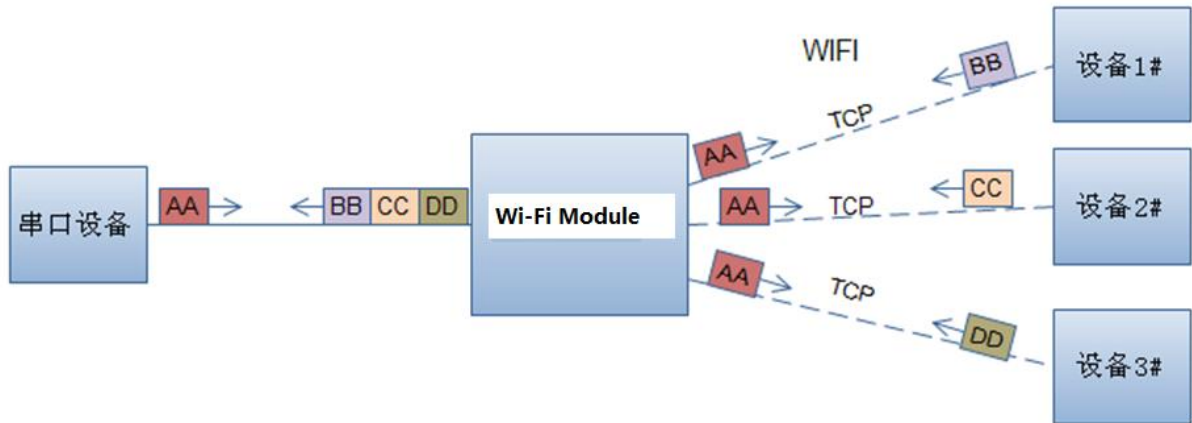 WIFI
BB
设备1#
TCP
AA
串口设备
AA
BB CC DD
Wi-Fi Module
AA
TCP
CC
设备2#
AA
TCP
DD
设备3#